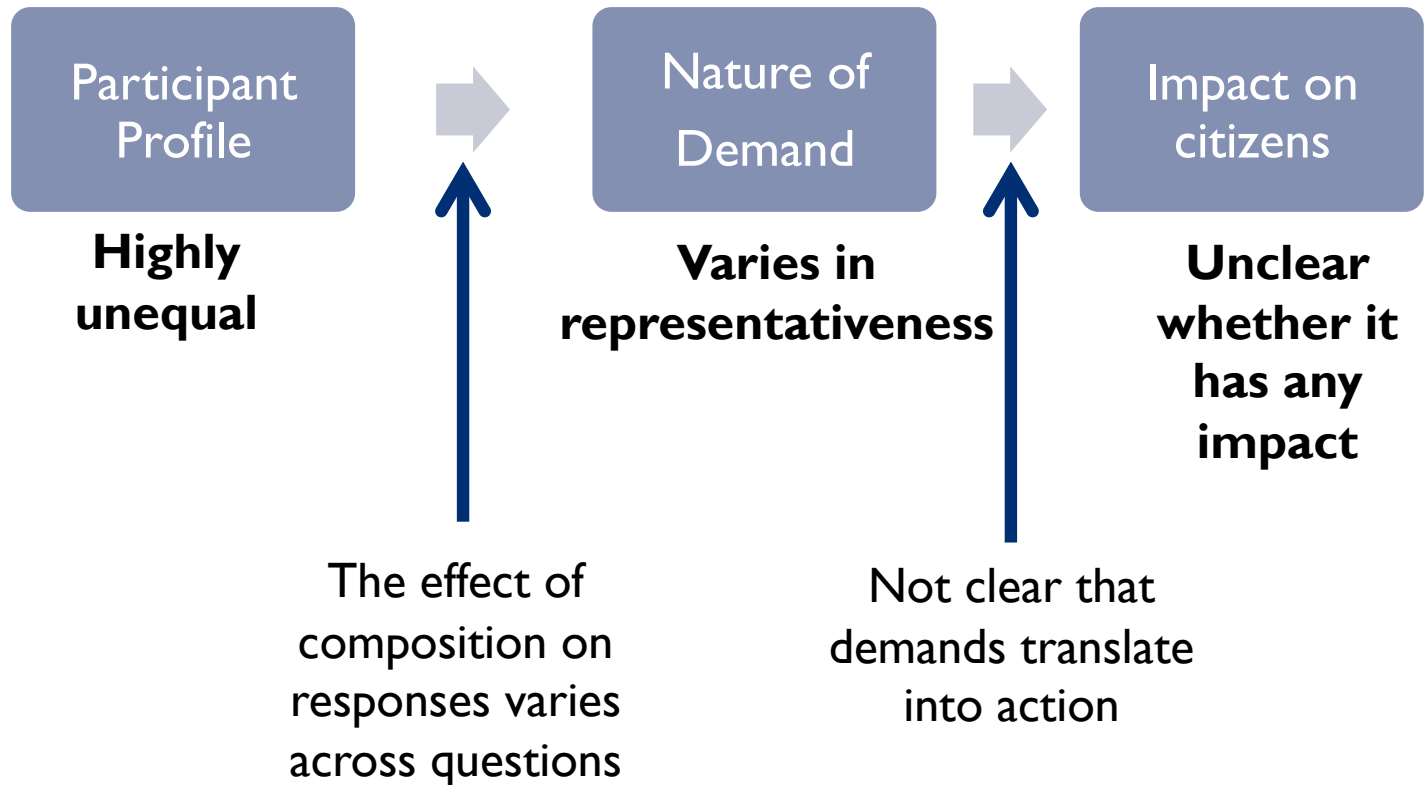 Participant
Profile
Nature of
Demand
Impact on
citizens
Highly
unequal
Varies in
representativeness
Unclear
whether it
has any
impact
The effect of
composition on
responses varies
across questions
Not clear that
demands translate
into action